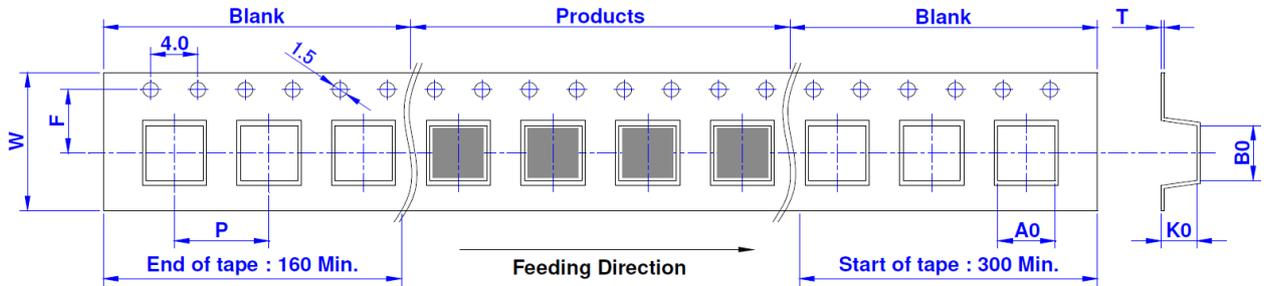 Blank
Products
Blank
T
4.0
1.5
F
W
B0
P
A0
K0
End of tape : 160 Min.
Feeding Direction
Start of tape : 300 Min.